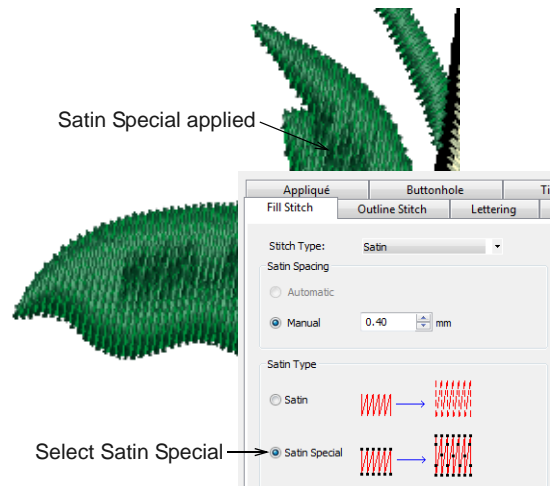 Satin Special applied
Appliqué Buttonhole Ti
Fill Stitch Outline Stitch Lettering
Stitch Type: Satin
Satin Spacing
Automatic
Manual 0.40 mm
Satin Type
Satin
Select Satin Special Satin Special